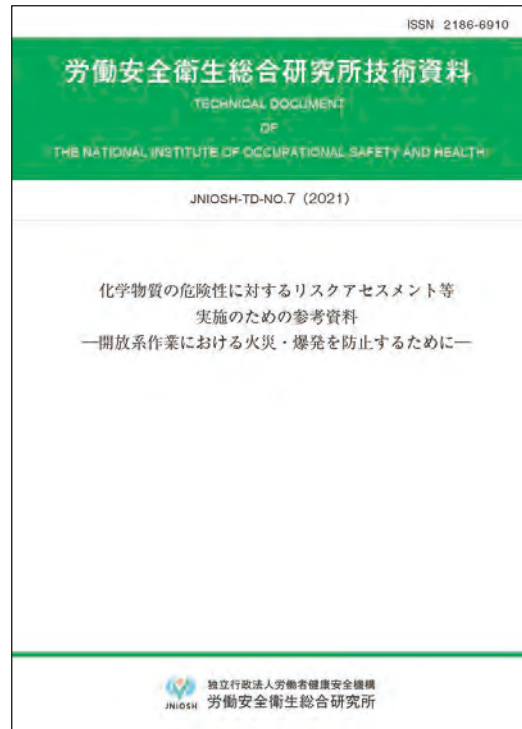 ISSN 2186-6910
労働安全衛生総合研究所技術資料
TECHNICAL DOCUMENT
OF
THE NATIONAL INSTITUTE OF OCCUPATIONAL SAFETY AND HEALTH
JNIOSH-TD-NO.7 (2021)
化学物質の危険性に対するリスクアセスメント等
実施のための参考資料
―開放系作業における火災・爆発を防止するために―
独立行政法人労働者健康安全機構
JNIOSH 労働安全衛生総合研究所